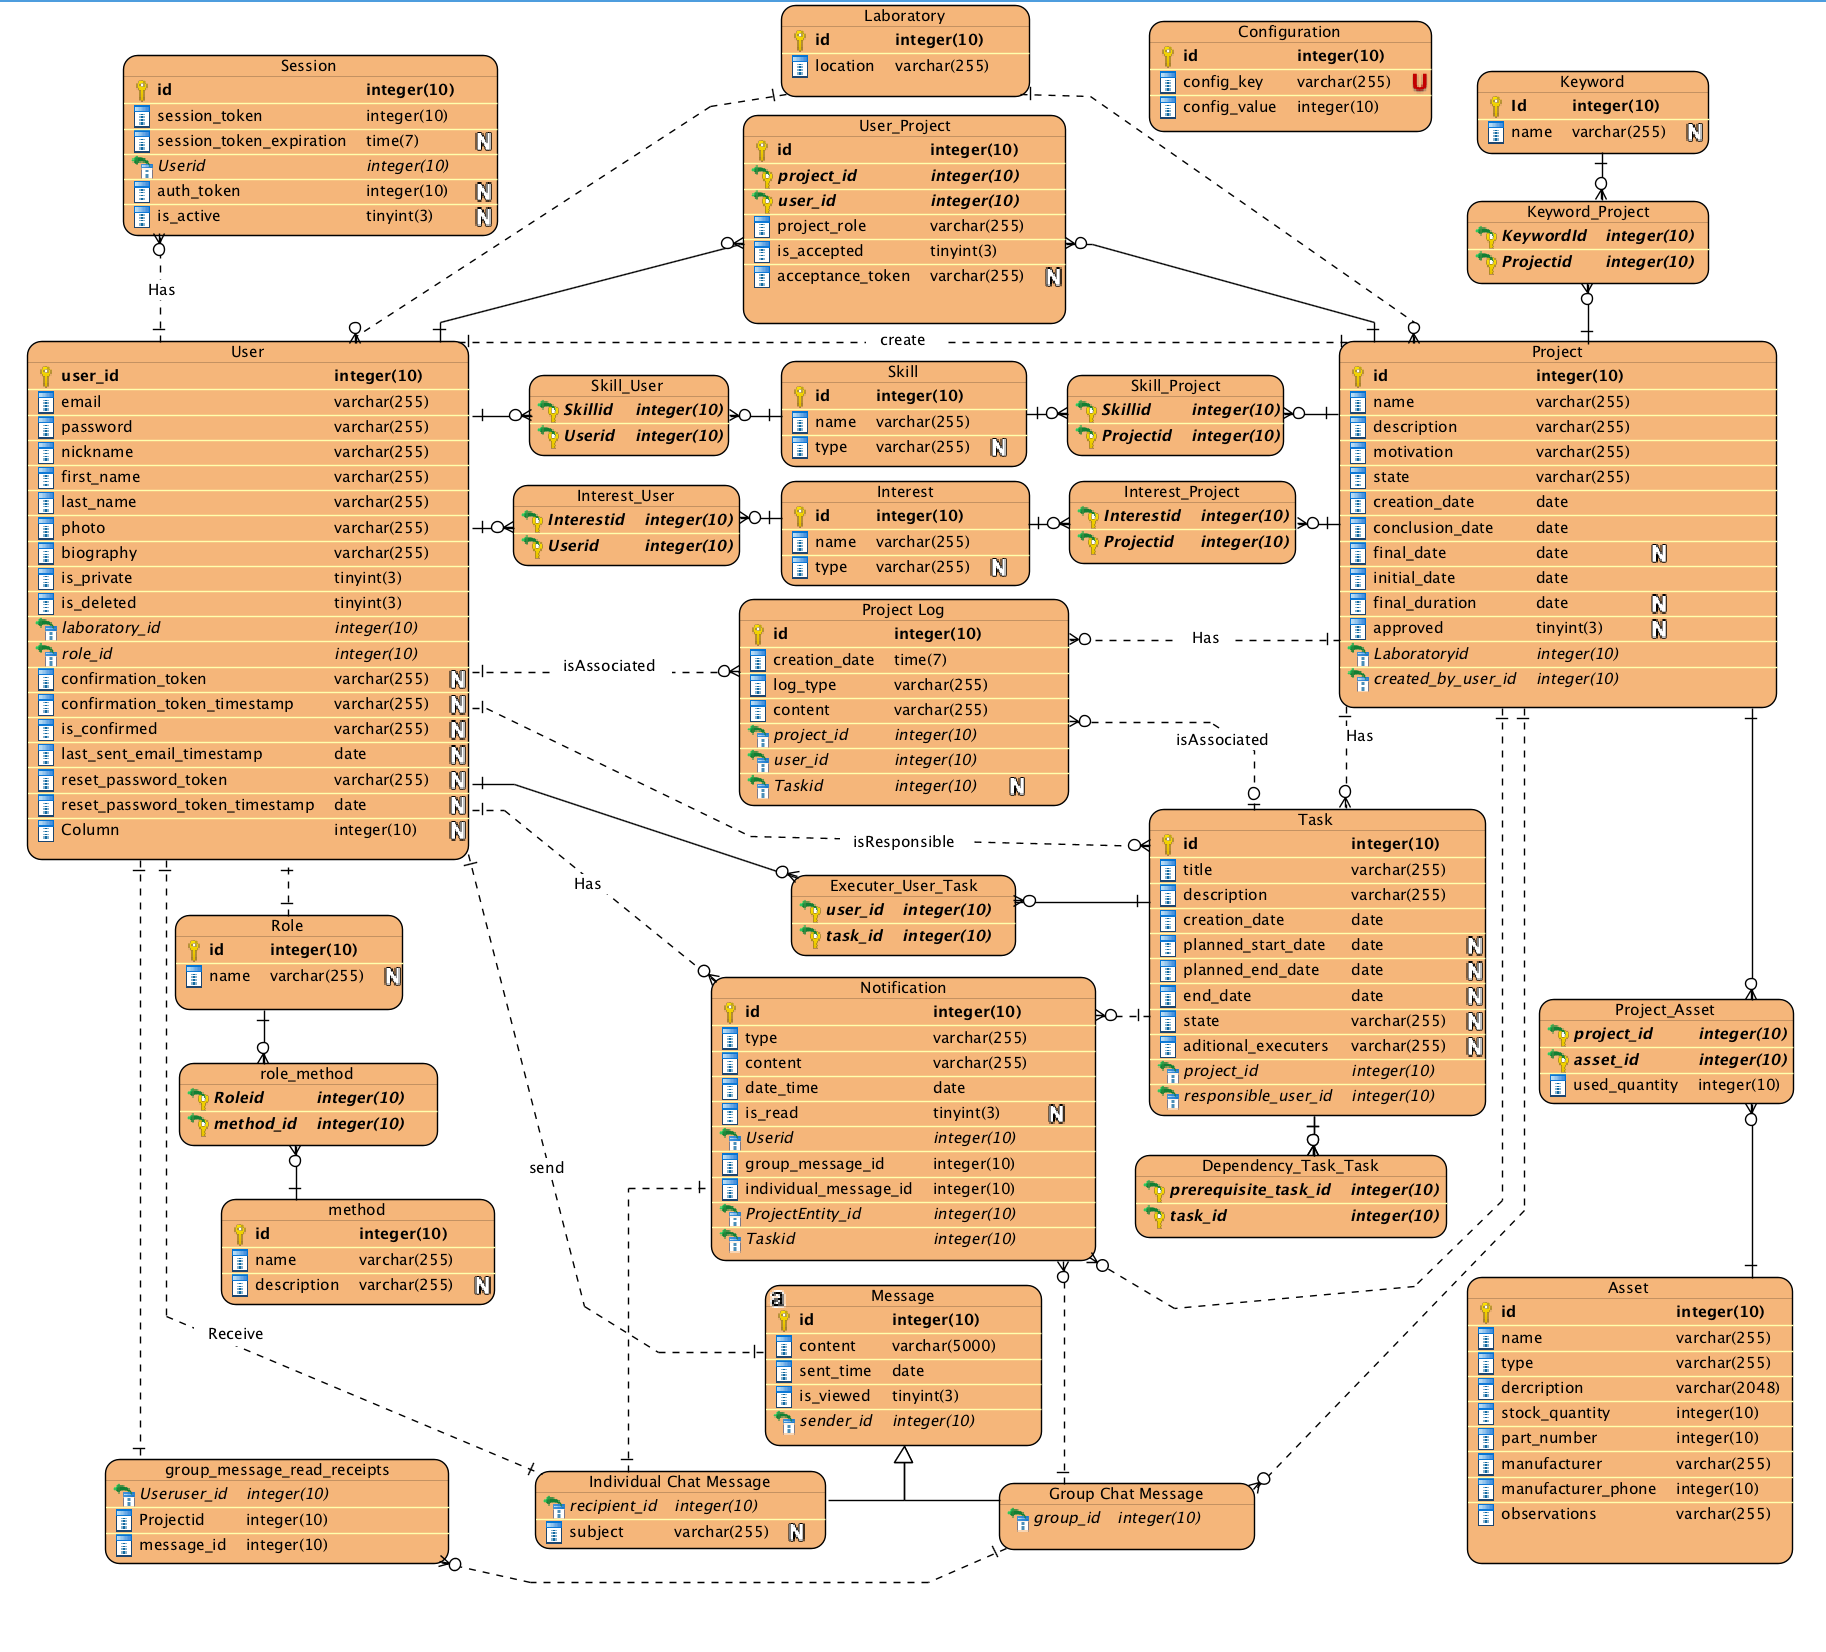 Laboratory
id integer(10)
location varchar(255)
Configuration
id integer(10)
config_key varchar(255) U
config_value integer(10)
Session
id integer(10)
session_token integer(10)
session_token_expiration time(7) N
Userid integer(10)
auth_token integer(10) N
is_active tinyint(3) N
Keyword
Id integer(10)
name varchar(255) N
User_Project
id integer(10)
project_id integer(10)
user_id integer(10)
project_role varchar(255)
is_accepted tinyint(3)
acceptance_token varchar(255) N
Keyword_Project
KeywordId integer(10)
Projectid integer(10)
Has
create
User
user_id integer(10)
email varchar(255)
password varchar(255)
nickname varchar(255)
first_name varchar(255)
last_name varchar(255)
photo varchar(255)
biography varchar(255)
is_private tinyint(3)
is_deleted tinyint(3)
laboratory_id integer(10)
role_id integer(10)
confirmation_token varchar(255) N
confirmation_token_timestamp varchar(255) N
is_confirmed varchar(255) N
last_sent_email_timestamp date N
reset_password_token varchar(255) N
reset_password_token_timestamp date N
Column integer(10) N
Skill_User
Skillid integer(10)
Userid integer(10)
Skill
id integer(10)
name varchar(255)
type varchar(255) N
Skill_Project
Skillid integer(10)
Projectid integer(10)
Interest_User
Interestid integer(10)
Userid integer(10)
Interest
id integer(10)
name varchar(255)
type varchar(255) N
Interest_Project
Interestid integer(10)
Projectid integer(10)
Project
id integer(10)
name varchar(255)
description varchar(255)
motivation varchar(255)
state varchar(255)
creation_date date
conclusion_date date
final_date date N
initial_date date
final_duration date N
approved tinyint(3) N
Laboratoryid integer(10)
created_by_user_id integer(10)
Project Log
id integer(10)
creation_date time(7)
log_type varchar(255)
content varchar(255)
project_id integer(10)
user_id integer(10)
Taskid integer(10) N
isAssociated
Has
isAssociated
Has
isResponsible
Has
Task
id integer(10)
title varchar(255)
description varchar(255)
creation_date date
planned_start_date date N
planned_end_date date N
end_date date N
state varchar(255) N
aditional_executers varchar(255) N
project_id integer(10)
responsible_user_id integer(10)
Executer_User_Task
user_id integer(10)
task_id integer(10)
Role
id integer(10)
name varchar(255) N
Notification
id integer(10)
type varchar(255)
content varchar(255)
date_time date
is_read tinyint(3) N
Userid integer(10)
group_message_id integer(10)
individual_message_id integer(10)
ProjectEntity_id integer(10)
Taskid integer(10)
Project_Asset
project_id integer(10)
asset_id integer(10)
used_quantity integer(10)
role_method
Roleid integer(10)
method_id integer(10)
send
Dependency_Task_Task
prerequisite_task_id integer(10)
task_id integer(10)
method
id integer(10)
name varchar(255)
description varchar(255) N
Receive
a Message
id integer(10)
content varchar(5000)
sent_time date
is_viewed tinyint(3)
sender_id integer(10)
Asset
id integer(10)
name varchar(255)
type varchar(255)
dercription varchar(2048)
stock_quantity integer(10)
part_number integer(10)
manufacturer varchar(255)
manufacturer_phone integer(10)
observations varchar(255)
group_message_read_receipts
Useruser_id integer(10)
Projectid integer(10)
message_id integer(10)
Individual Chat Message
recipient_id integer(10)
subject varchar(255) N
Group Chat Message
group_id integer(10)